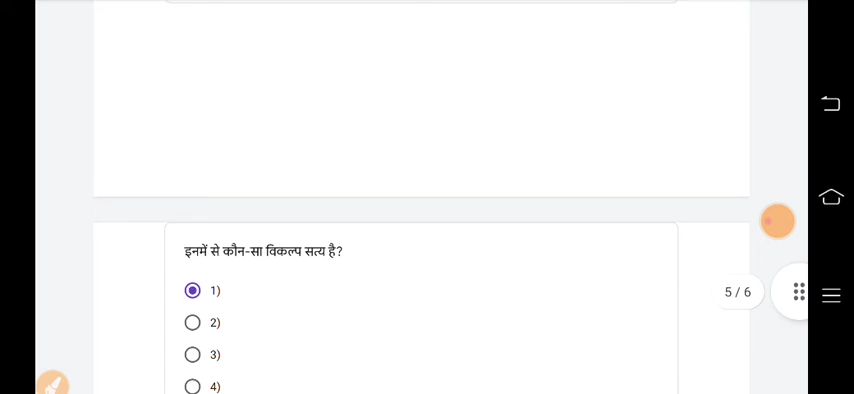 इनमें से कौन-सा विकल्प सत्य है?
1)
2)
3)
4)
5 / 6